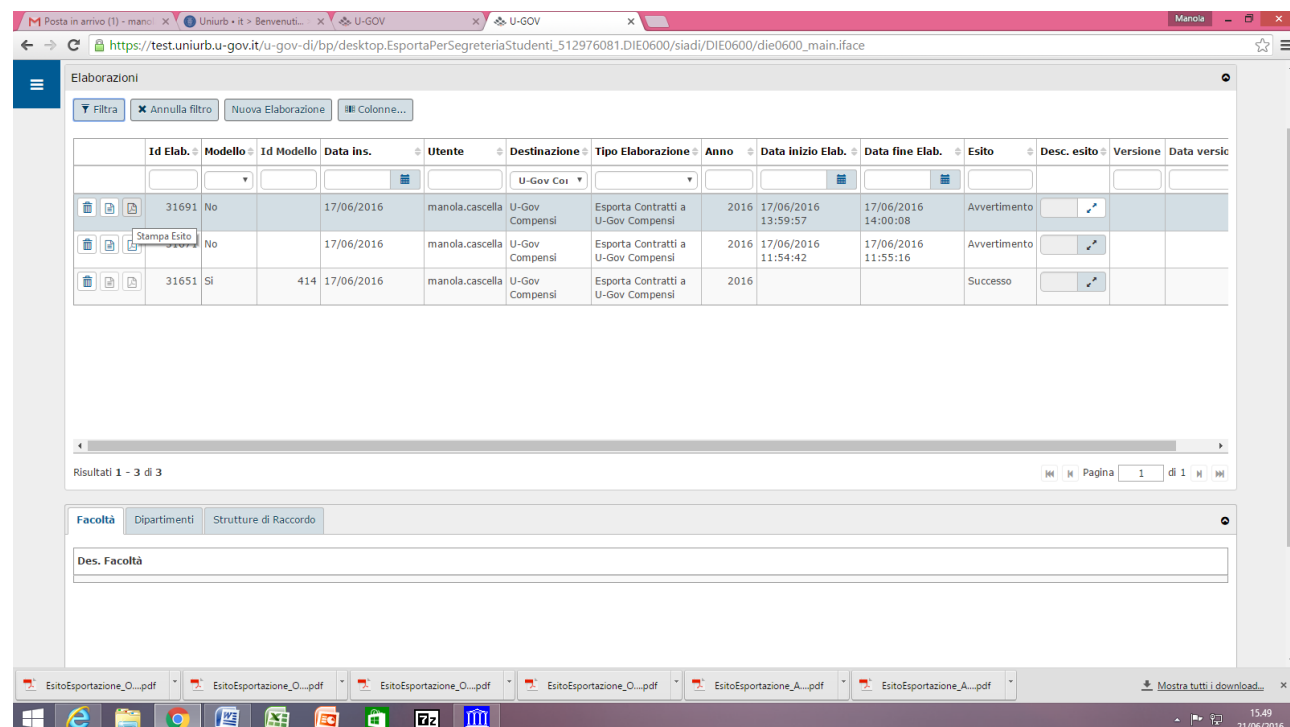 Posta in arrivo (1) - mano
Uniurb • it > Benvenuti...
U-GOV
U-GOV
Manola
https://test.uniurb.u-gov.it/u-gov-di/bp/desktop.EsportaPerSegreteriaStudenti_512976081.DIE0600/siadi/DIE0600/die0600_main.iface
Elaborazioni
Filtra Annulla filtro Nuova Elaborazione Colonne...
Id Elab. Modello Id Modello Data ins. Utente Destinazione Tipo Elaborazione Anno Data inizio Elab. Data fine Elab. Esito Desc. esito Versione Data versio
U-Gov Co
31691 No 17/06/2016 manola.cascella U-Gov Esporta Contratti a 2016 17/06/2016 17/06/2016 Avvertimento
Compensi U-Gov Compensi 13:59:57 14:00:08
Stampa Esito
31671 No 17/06/2016 manola.cascella U-Gov Esporta Contratti a 2016 17/06/2016 17/06/2016 Avvertimento
Compensi U-Gov Compensi 11:54:42 11:55:16
31651 Sì 414 17/06/2016 manola.cascella U-Gov Esporta Contratti a 2016 Successo
Compensi U-Gov Compensi
Risultati 1 - 3 di 3
Pagina 1 di 1
Facoltà Dipartimenti Strutture di Raccordo
Des. Facoltà
EsitoEsportazione_O....pdf EsitoEsportazione_O....pdf EsitoEsportazione_O....pdf EsitoEsportazione_O....pdf EsitoEsportazione_A....pdf EsitoEsportazione_A....pdf Mostra tutti i download...
7z
15.49
21/06/2016